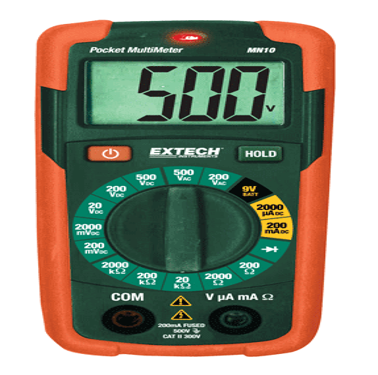 Pocket MultiMeter MN10
500 V
EXTECH HOLD
INSTRUMENTS
500 VDC
500 VAC
200 VAC
9V BATT
2000 µADC
200 mADC
200 Ω
2000 Ω
20 kΩ
200 kΩ
2000 kΩ
200 mVDC
2000 mVDC
20 VDC
200 VDC
COM V µA mA Ω
200mA FUSED
500V
CAT II 300V